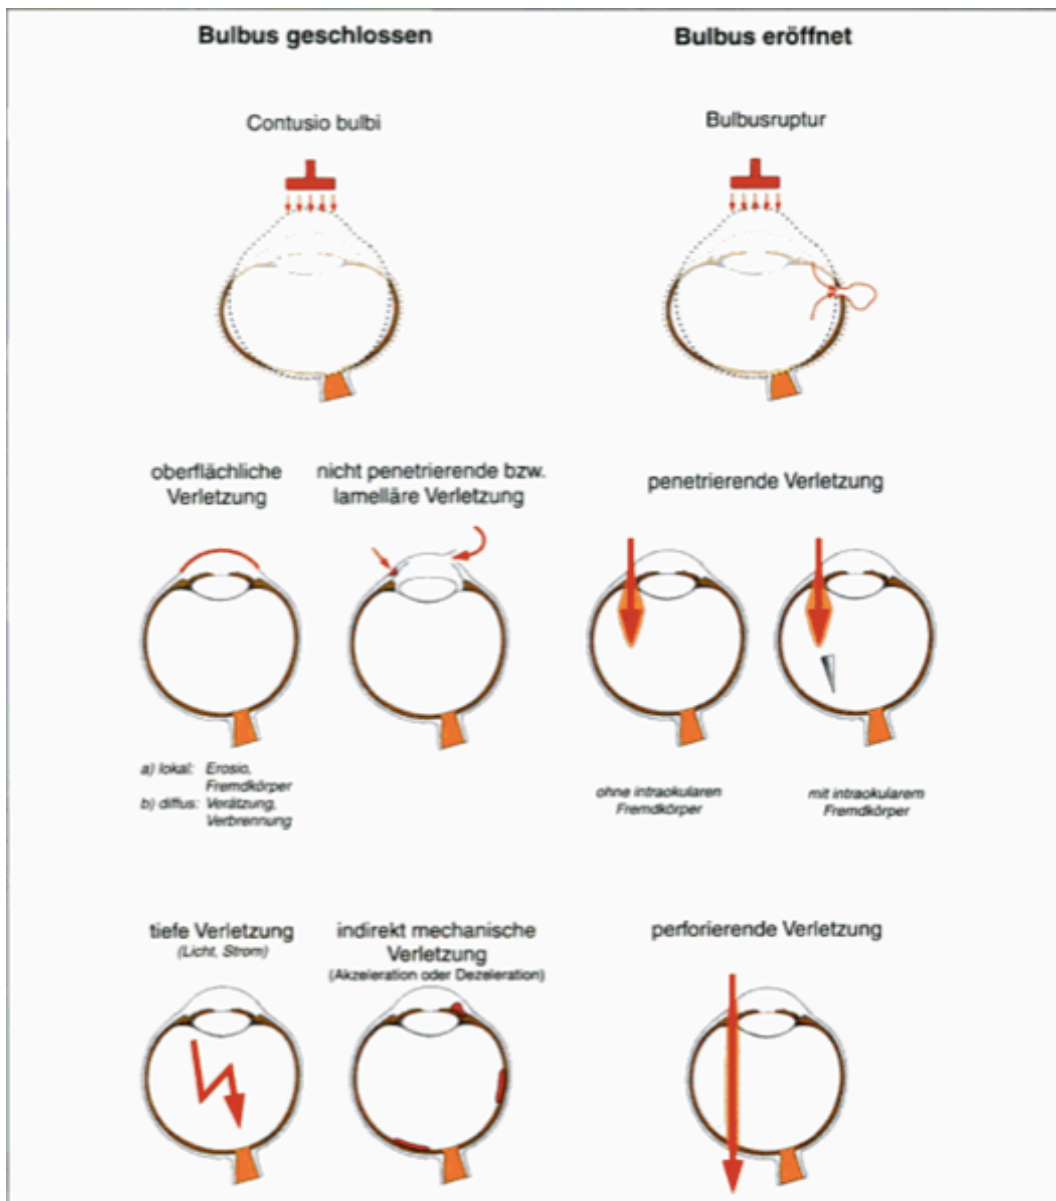 Bulbus geschlossen
Bulbus eröffnet
Contusio bulbi
Bulbusruptur
oberflächliche
Verletzung
nicht penetrierende bzw.
lamelläre Verletzung
penetrierende Verletzung
a) lokal: Erosio,
Fremdkörper
b) diffus: Verätzung,
Verbrennung
ohne intraokularen
Fremdkörper
mit intraokularem
Fremdkörper
tiefe Verletzung
(Licht, Strom)
indirekt mechanische
Verletzung
(Akzeleration oder Dezeleration)
perforierende Verletzung